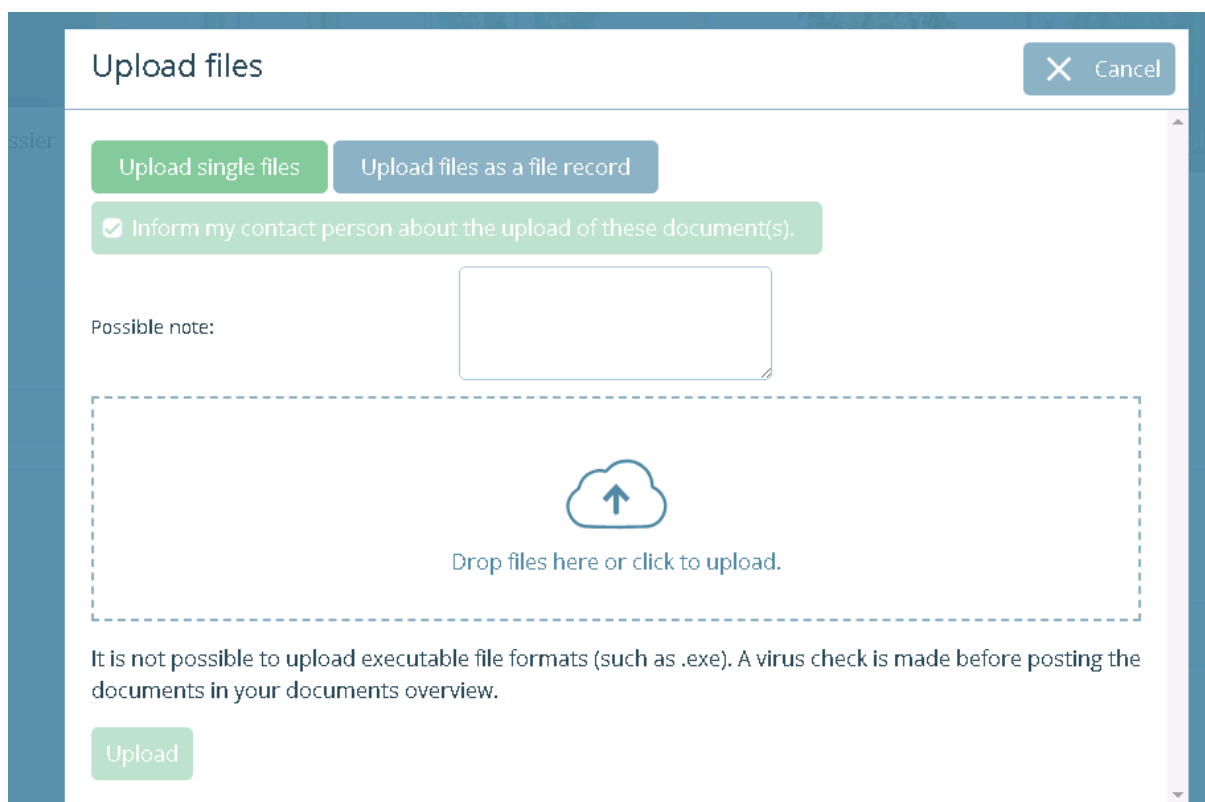 Upload files
Cancel
ssier
Upload single files
Upload files as a file record
Inform my contact person about the upload of these document(s).
Possible note:
Drop files here or click to upload.
It is not possible to upload executable file formats (such as .exe). A virus check is made before posting the
documents in your documents overview.
Upload